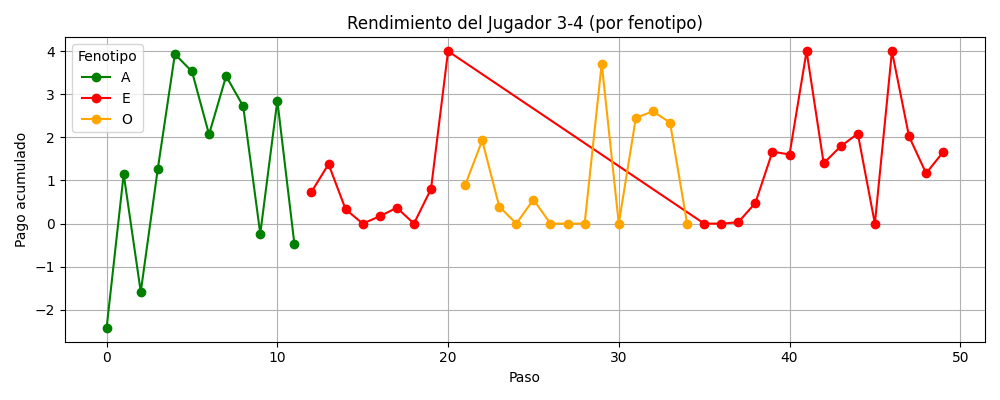 Rendimiento del Jugador 3-4 (por fenotipo)
Fenotipo
A
E
O
Pago acumulado
4
3
2
1
0
−1
−2
0 10 20 30 40 50
Paso